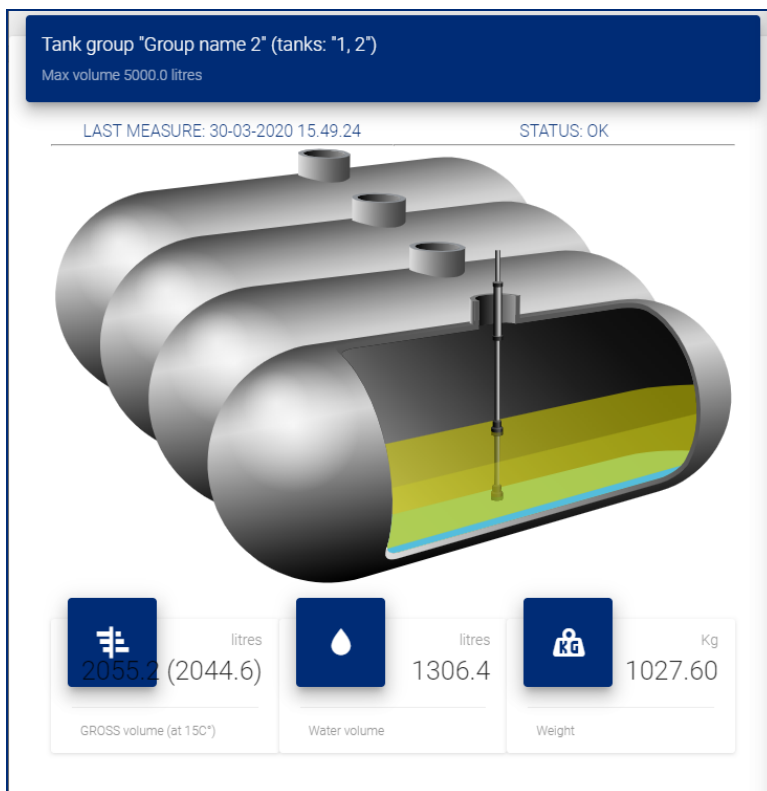 Tank group "Group name 2" (tanks: "1, 2")
Max volume 5000.0 litres
LAST MEASURE: 30-03-2020 15.49.24
STATUS: OK
litres
2055.2 (2044.6)
GROSS volume (at 15C°)
litres
1306.4
Water volume
KG
Kg
1027.60
Weight